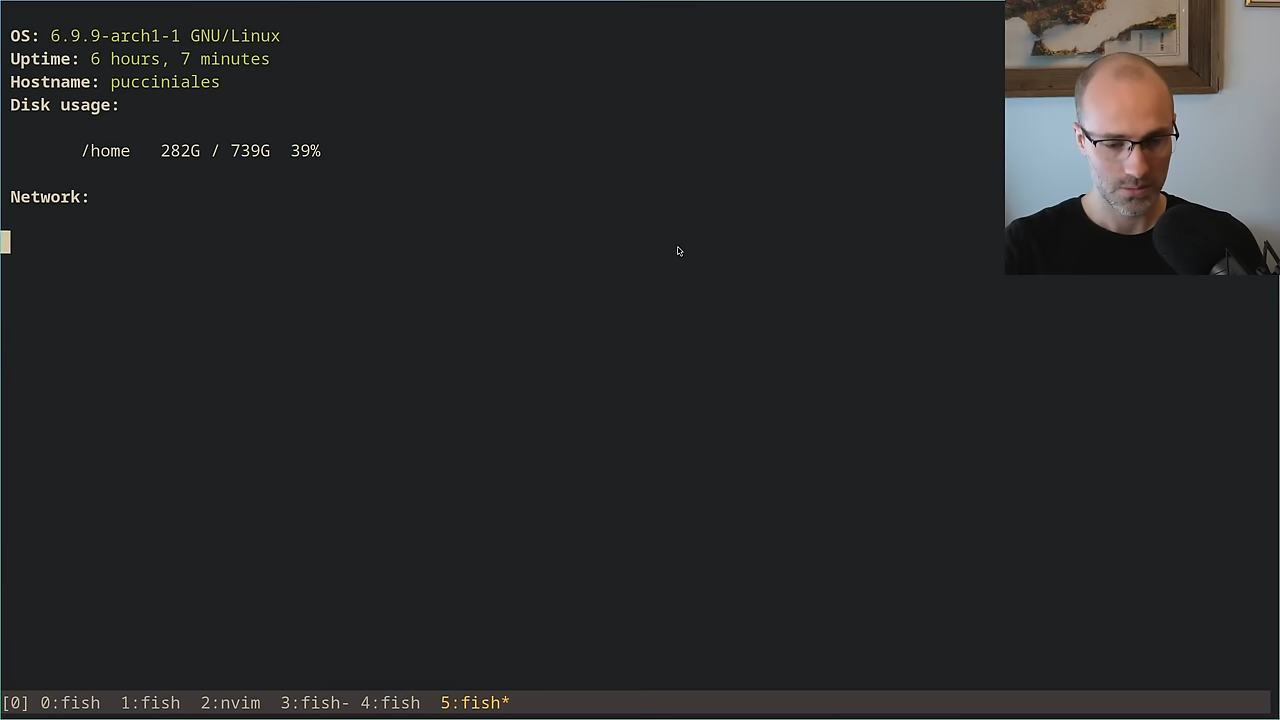 OS: 6.9.9-arch1-1 GNU/Linux
Uptime: 6 hours, 7 minutes
Hostname: pucciniales
Disk usage:
/home 282G / 739G 39%
Network:
[0] 0:fish 1:fish 2:nvim 3:fish- 4:fish 5:fish*